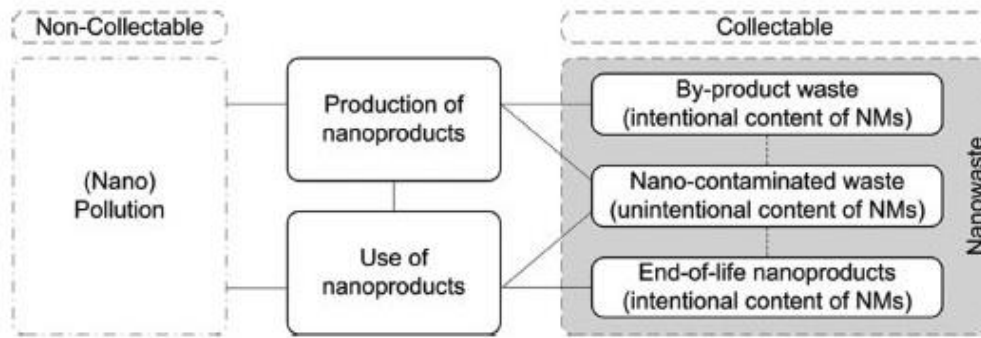 Non-Collectable
Collectable
(Nano)
Pollution
Production of
nanoproducts
Use of
nanoproducts
By-product waste
(intentional content of NMs)
Nano-contaminated waste
(unintentional content of NMs)
End-of-life nanoproducts
(intentional content of NMs)
Nanowaste